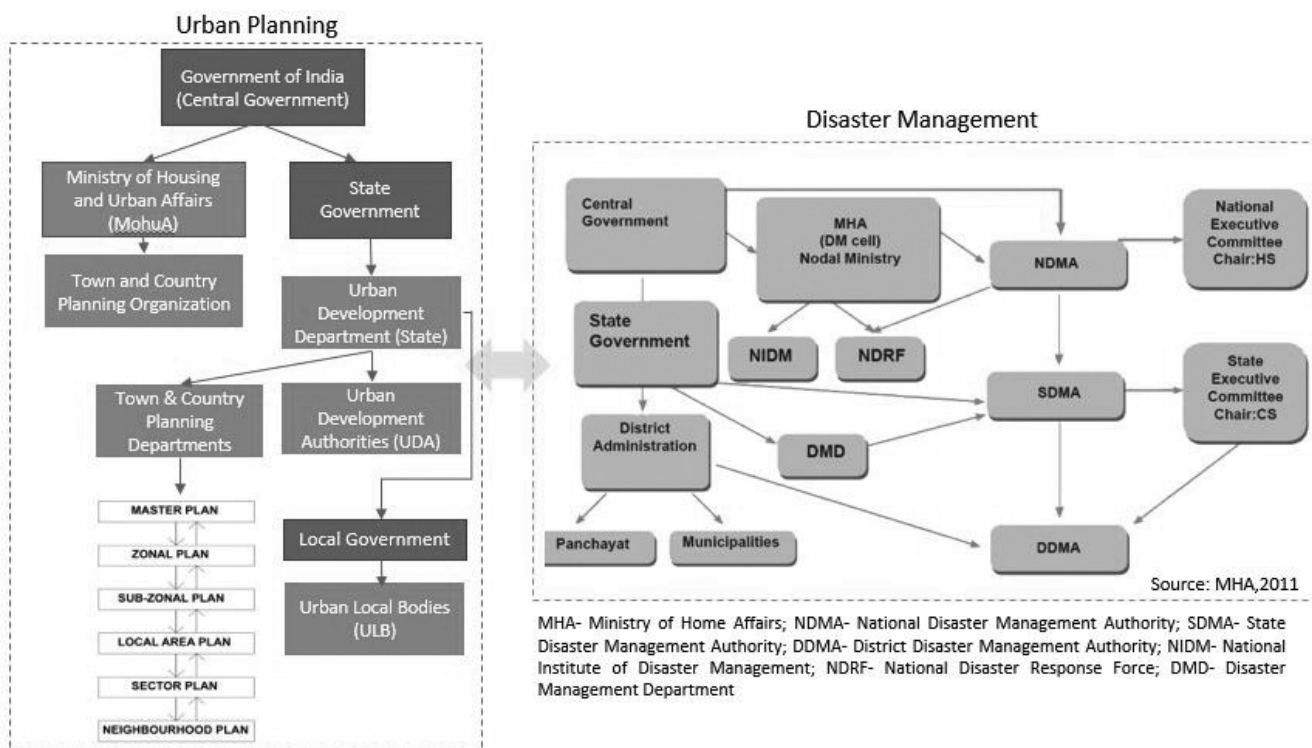 Urban Planning
Government of India
(Central Government)
Ministry of Housing
and Urban Affairs
(MohuA)
State
Government
Town and Country
Planning Organization
Urban
Development
Department (State)
Town & Country
Planning
Departments
Urban
Development
Authorities (UDA)
MASTER PLAN
ZONAL PLAN
SUB-ZONAL PLAN
LOCAL AREA PLAN
SECTOR PLAN
NEIGHBOURHOOD PLAN
Local Government
Urban Local Bodies
(ULB)
Disaster Management
Central
Government
MHA
(DM cell)
Nodal Ministry
NDMA
National
Executive
Committee
Chair:HS
State
Government
NIDM
NDRF
SDMA
State
Executive
Committee
Chair:CS
District
Administration
DMD
Panchayat
Municipalities
DDMA
Source: MHA,2011
MHA- Ministry of Home Affairs; NDMA- National Disaster Management Authority; SDMA- State
Disaster Management Authority; DDMA- District Disaster Management Authority; NIDM- National
Institute of Disaster Management; NDRF- National Disaster Response Force; DMD- Disaster
Management Department